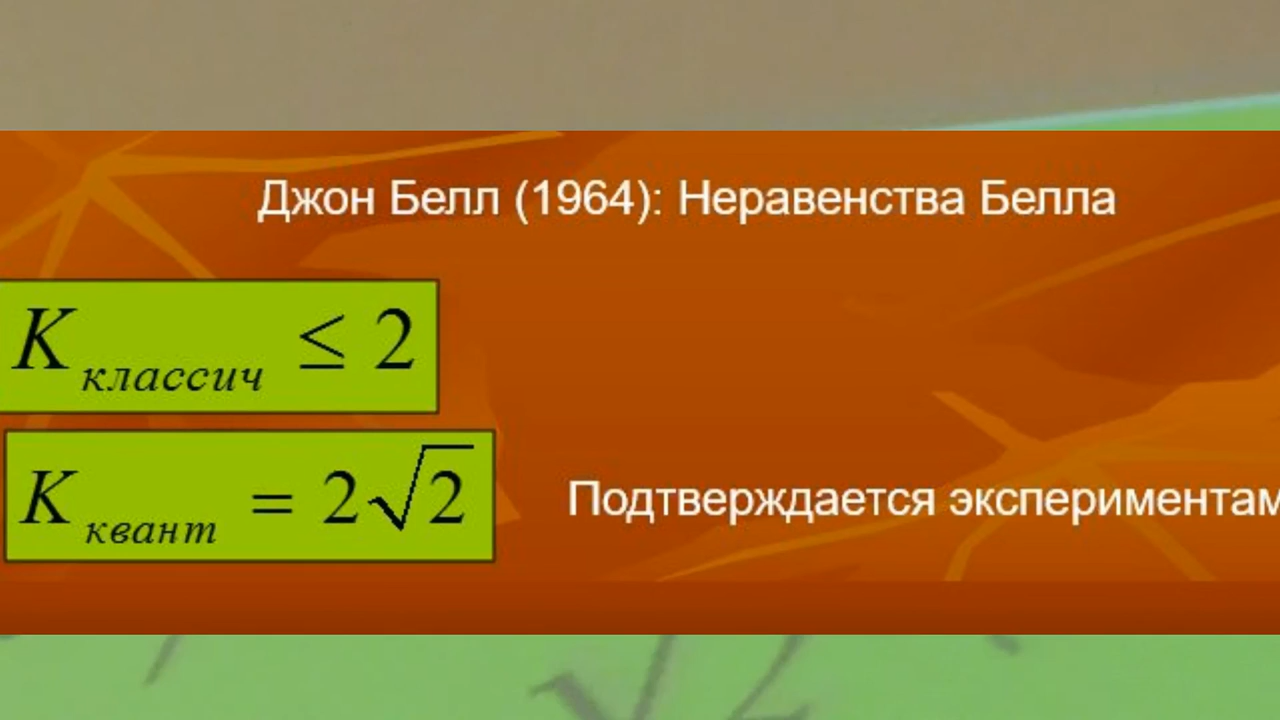 Джон Белл (1964): Неравенства Белла
K классич ≤ 2
K квант = 2√2
Подтверждается экспериментам